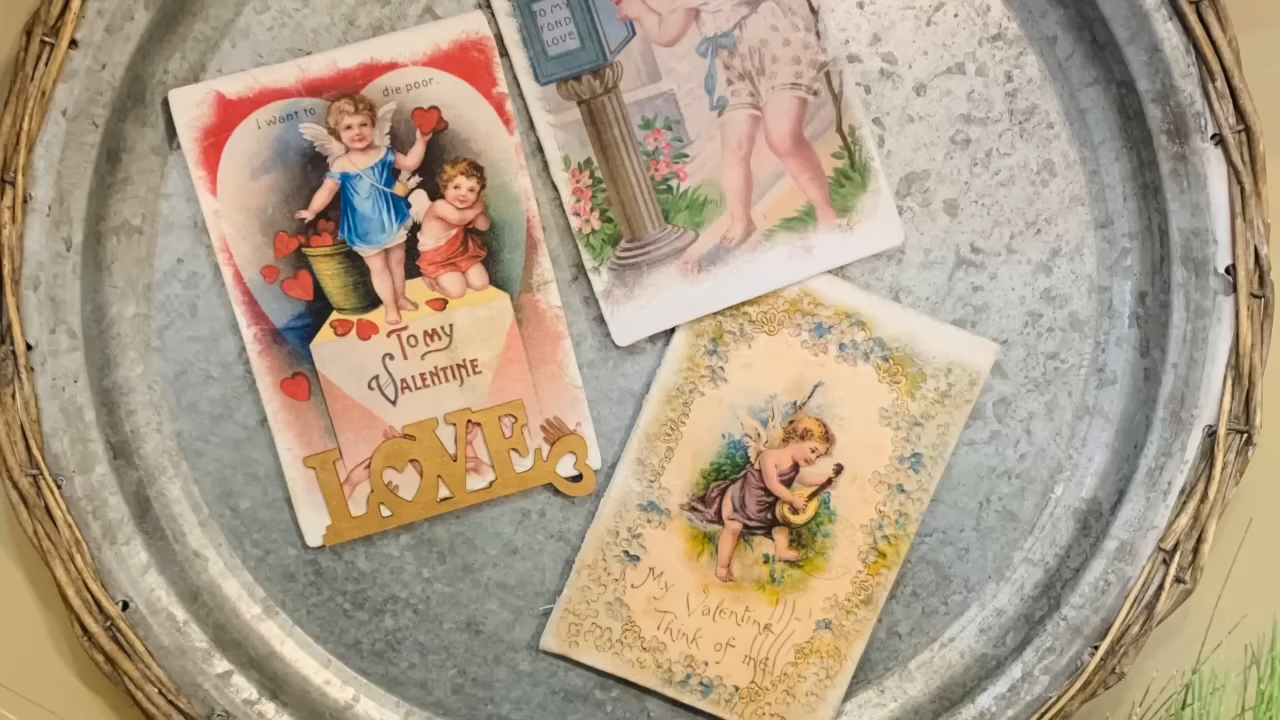 I want to die poor.
To my
Valentine
LOVE
TO MY
FOND
LOVE
My Valentine
Think of me